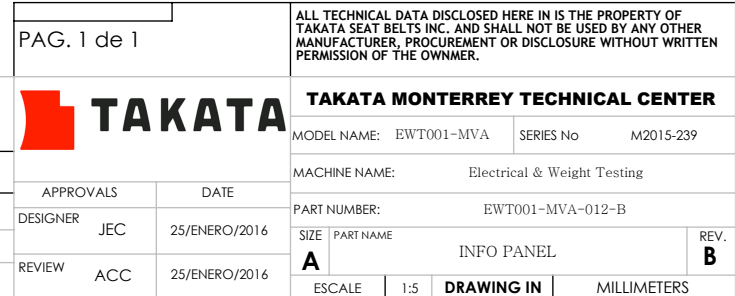 PAG. 1 de 1
ALL TECHNICAL DATA DISCLOSED HERE IN IS THE PROPERTY OF
TAKATA SEAT BELTS INC. AND SHALL NOT BE USED BY ANY OTHER
MANUFACTURER, PROCUREMENT OR DISCLOSURE WITHOUT WRITTEN
PERMISSION OF THE OWNMER.
TAKATA
TAKATA MONTERREY TECHNICAL CENTER
MODEL NAME: EWT001-MVA SERIES No M2015-239
MACHINE NAME: Electrical & Weight Testing
APPROVALS DATE
PART NUMBER: EWT001-MVA-012-B
DESIGNER JEC 25/ENERO/2016
SIZE PART NAME REV.
A INFO PANEL B
REVIEW ACC 25/ENERO/2016
ESCALE 1:5 DRAWING IN MILLIMETERS